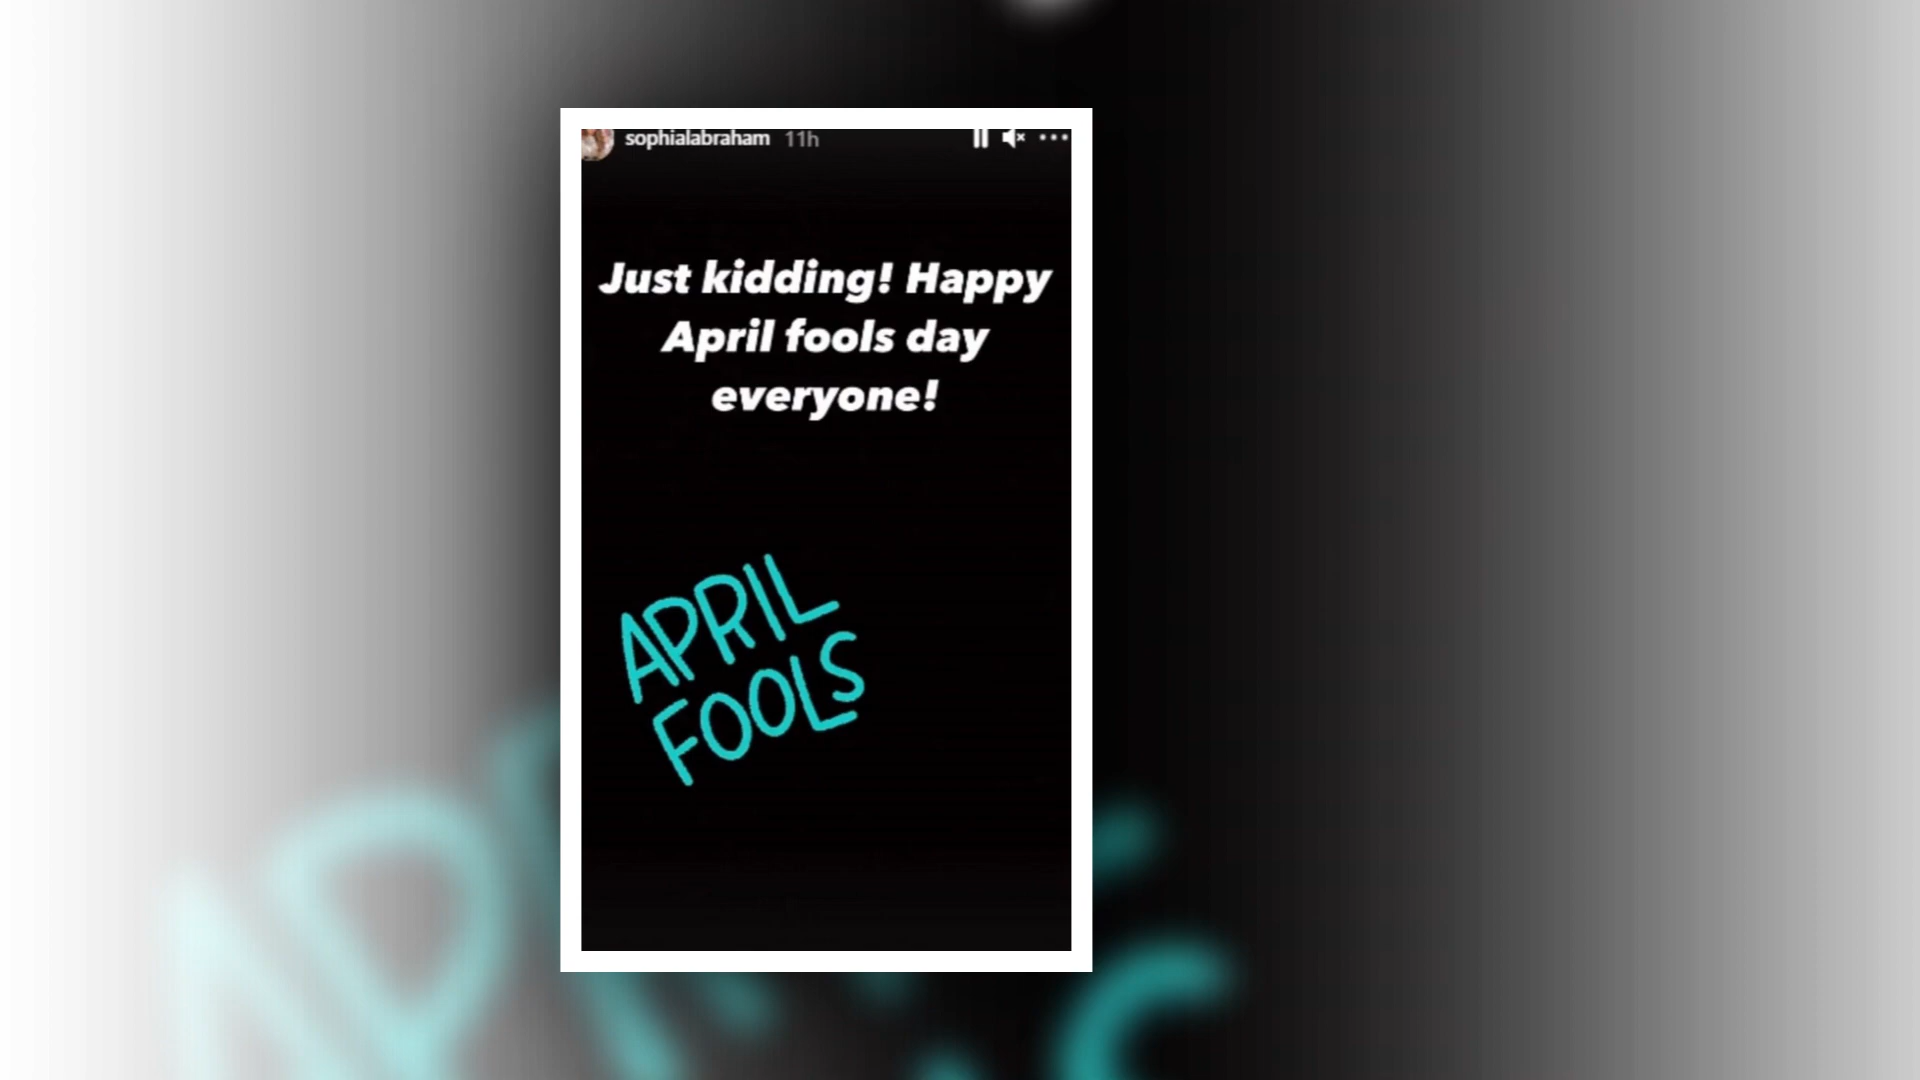 sophialabraham 11h
Just kidding! Happy
April fools day
everyone!
APRIL
FOOLS